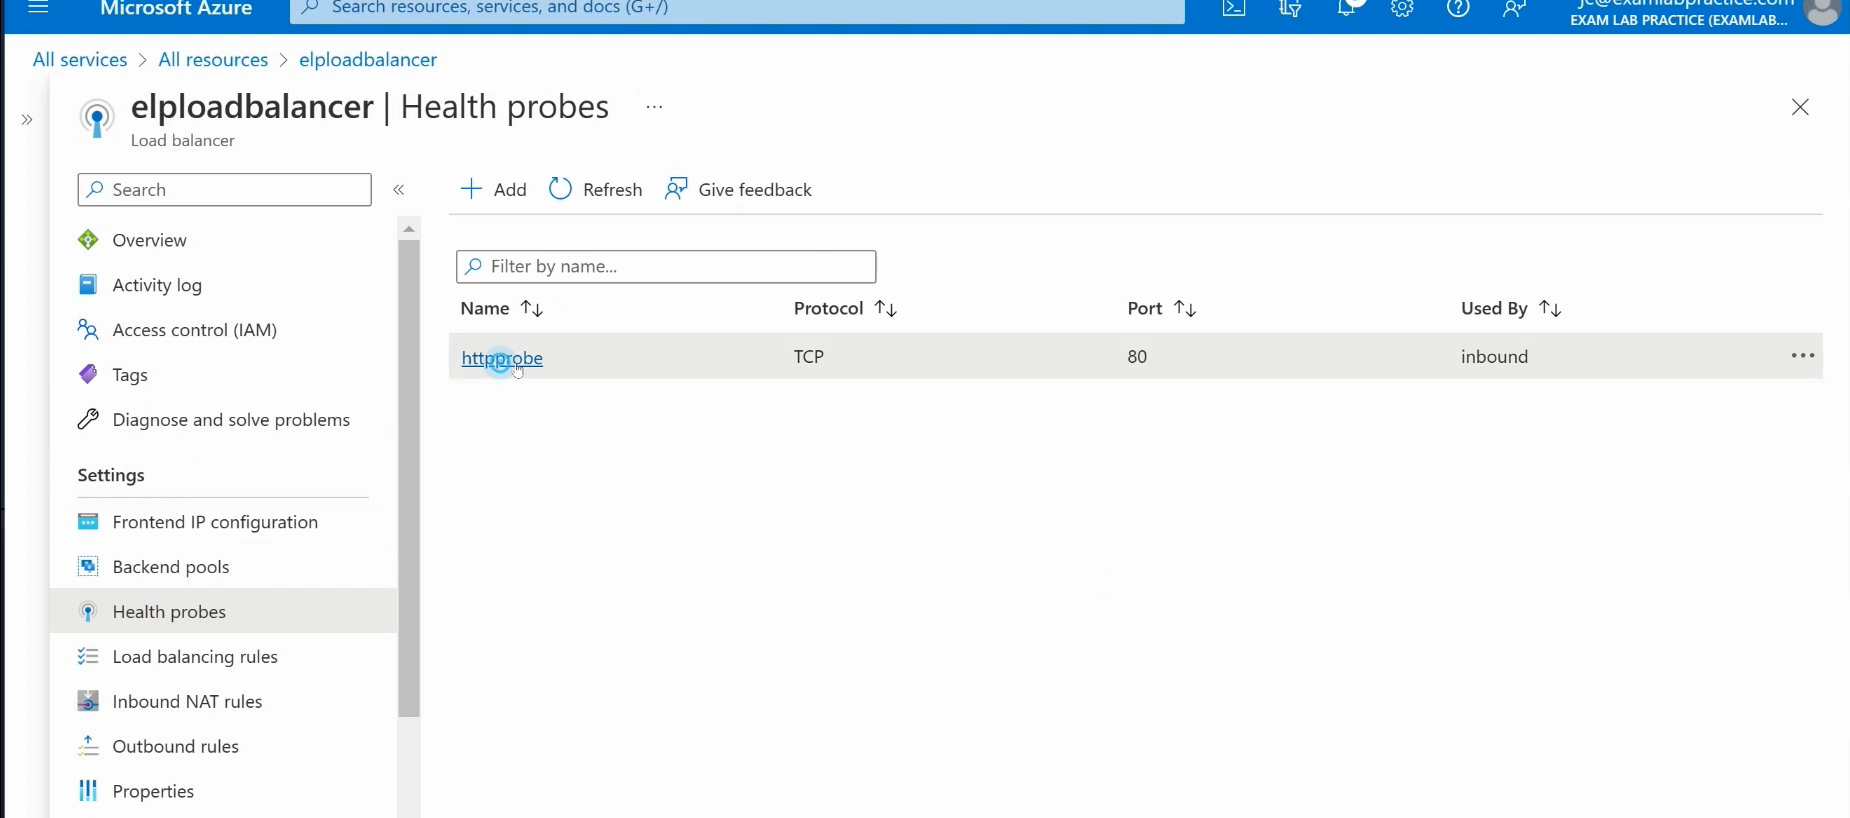 Microsoft Azure
Search resources, services, and docs (G+/)
jc@examlabpractice.com
EXAM LAB PRACTICE (EXAMLAB...
All services > All resources > elploadbalancer
elploadbalancer | Health probes ...
Load balancer
Search
Add
Refresh
Give feedback
Overview
Activity log
Access control (IAM)
Tags
Diagnose and solve problems
Settings
Frontend IP configuration
Backend pools
Health probes
Load balancing rules
Inbound NAT rules
Outbound rules
Properties
Filter by name...
Name Protocol Port Used By
httpprobe TCP 80 inbound